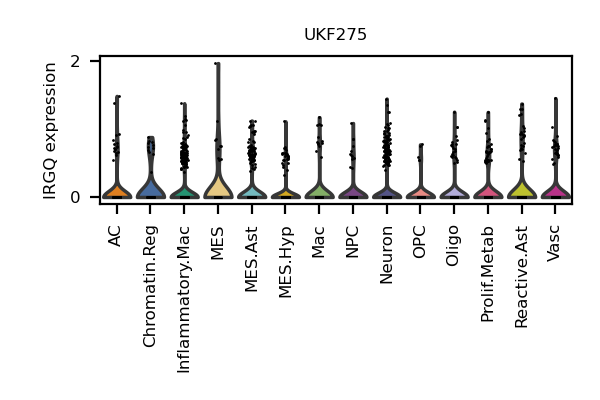 UKF275
IRGQ expression
2
0
AC
Chromatin.Reg
Inflammatory.Mac
MES
MES.Ast
MES.Hyp
Mac
NPC
Neuron
OPC
Oligo
Prolif.Metab
Reactive.Ast
Vasc